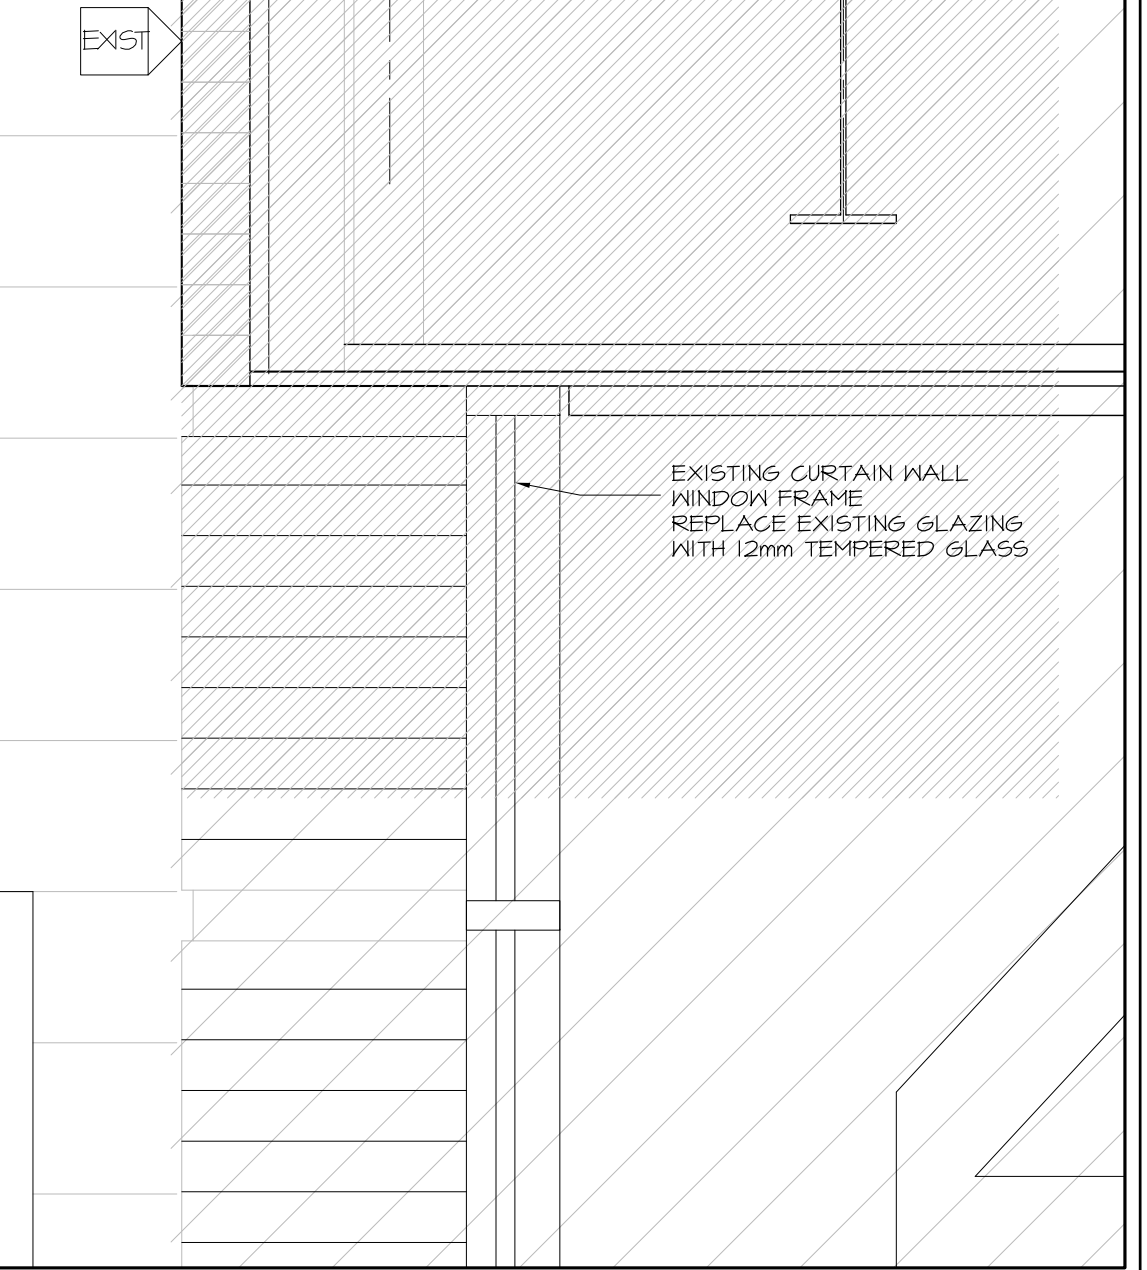 EXIST
EXISTING CURTAIN WALL
WINDOW FRAME
REPLACE EXISTING GLAZING
WITH 12mm TEMPERED GLASS